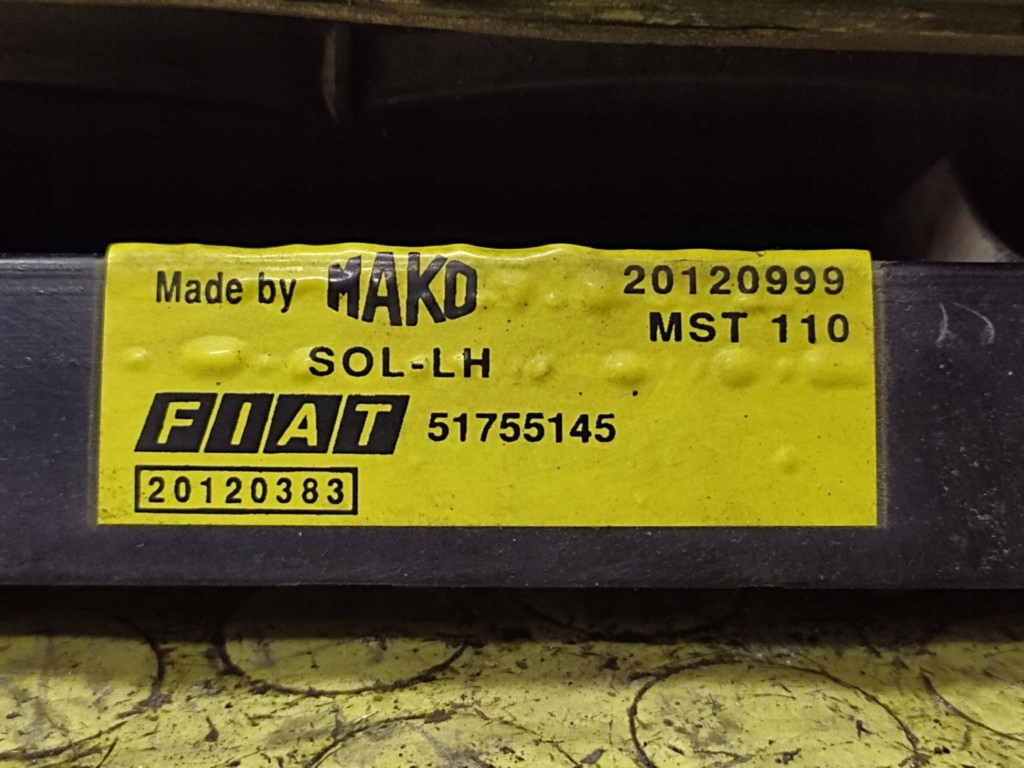 Made by MAKO 20120999
MST 110
SOL-LH
FIAT 51755145
20120383